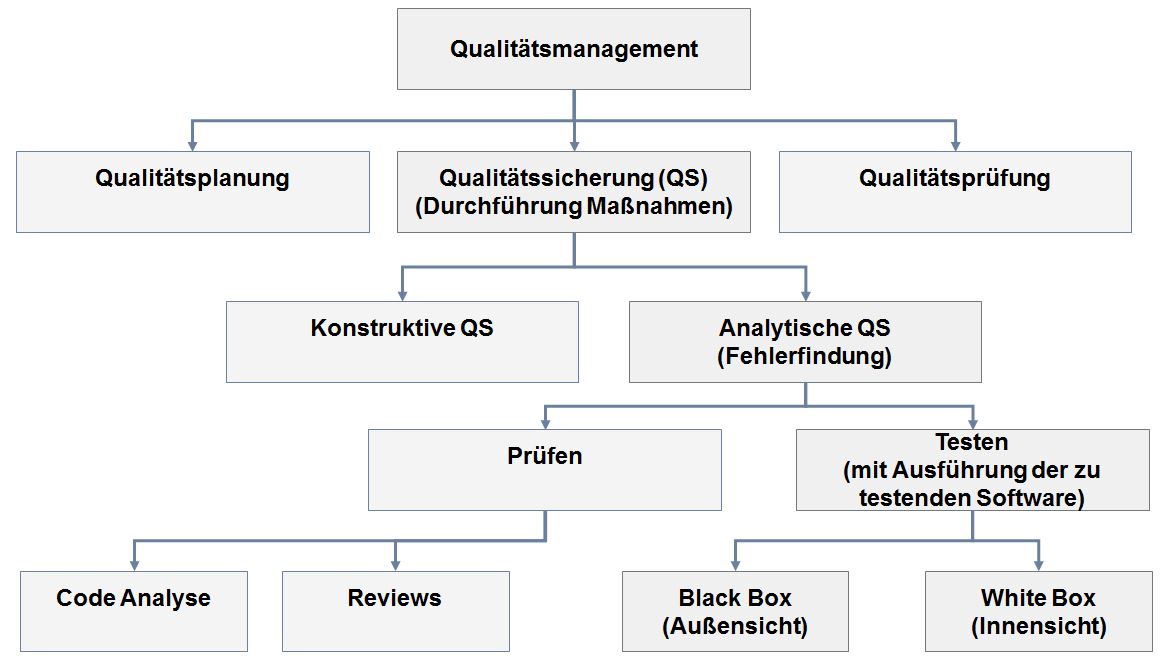 Qualitätsmanagement
Qualitätsplanung
Qualitätssicherung (QS)
(Durchführung Maßnahmen)
Qualitätsprüfung
Konstruktive QS
Analytische QS
(Fehlerfindung)
Prüfen
Testen
(mit Ausführung der zu
testenden Software)
Code Analyse
Reviews
Black Box
(Außensicht)
White Box
(Innensicht)